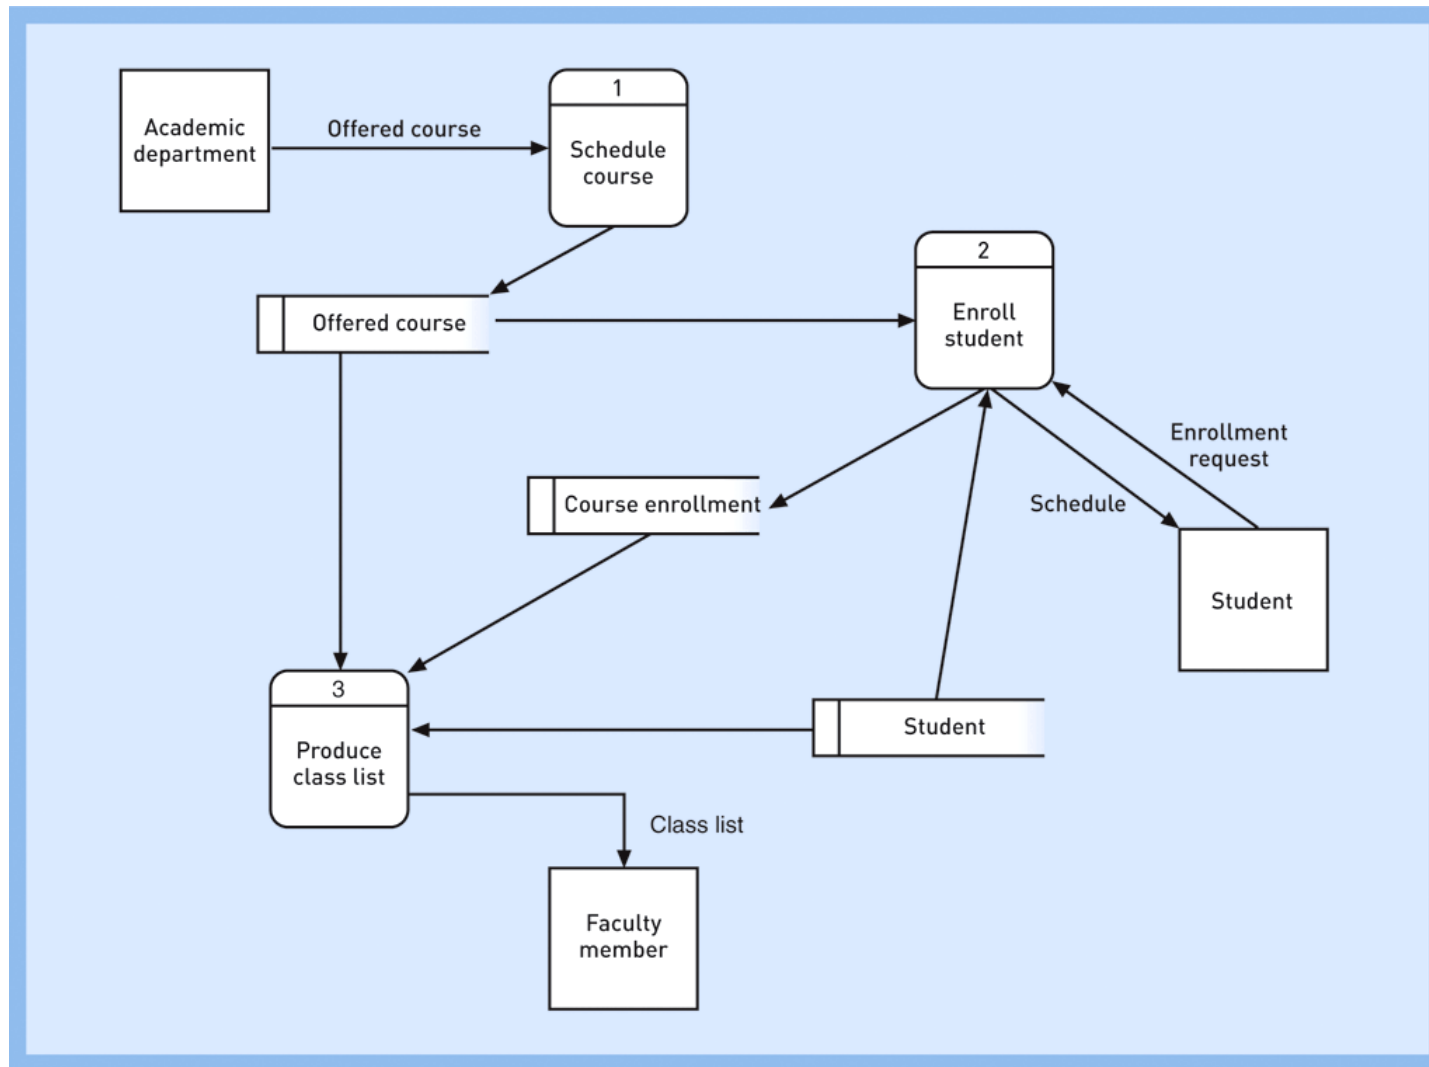 1
Academic
department
Offered course
Schedule
course
2
Offered course
Enroll
student
Enrollment
request
Course enrollment
Schedule
Student
3
Student
Produce
class list
Class list
Faculty
member